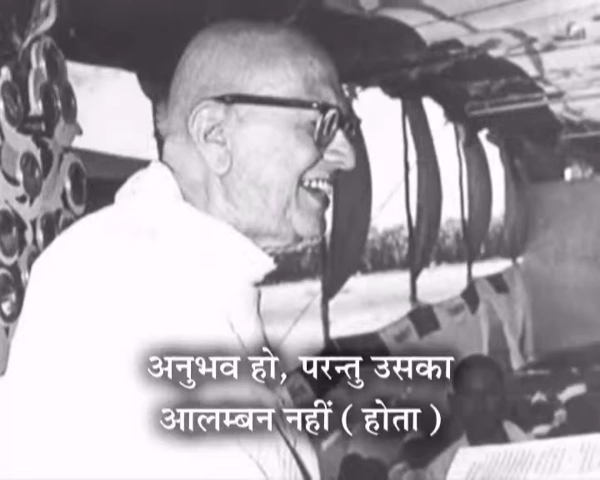 अनुभव हो, परन्तु उसका
आलम्बन नहीं ( होता )